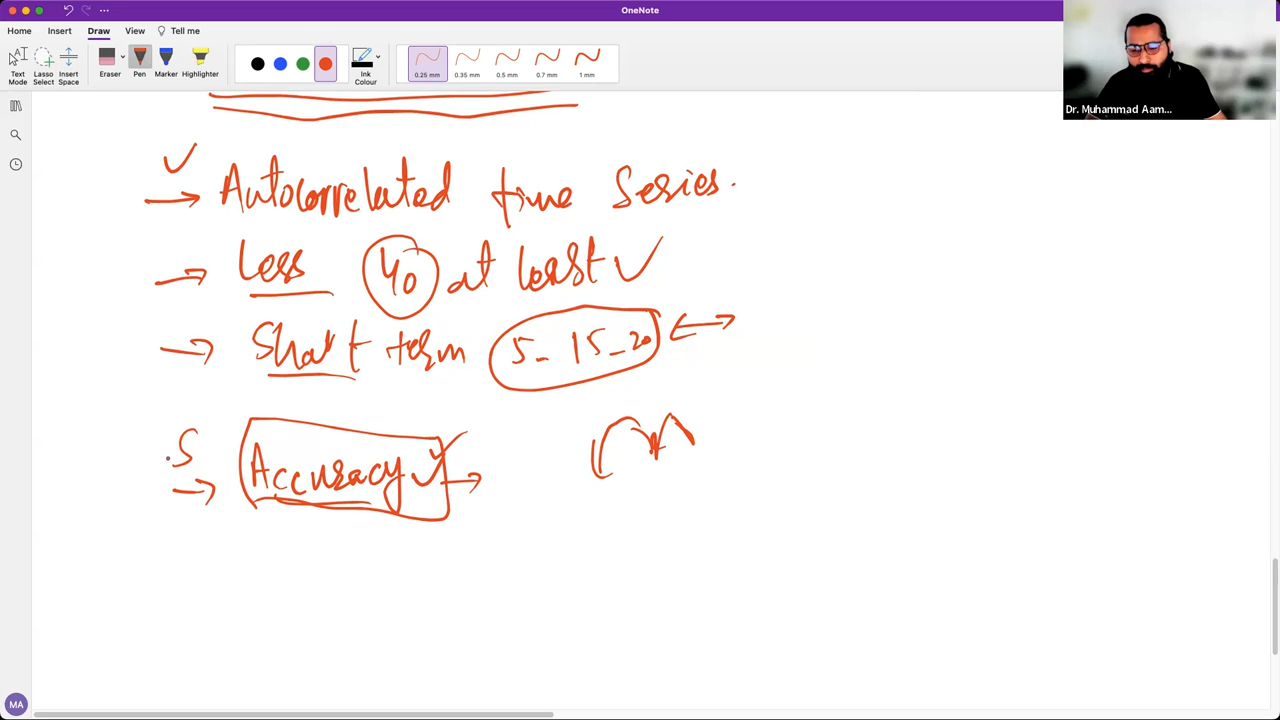 OneNote
Home Insert Draw View Tell me
Text Mode
Lasso Select
Insert Space
Eraser
Pen
Marker
Highlighter
Ink Colour
0.25 mm
0.35 mm
0.5 mm
0.7 mm
1 mm
Dr. Muhammad Aam...
Autocorrelated time Series.
Less 40 at least
Short term 5 - 15 - 20
S
Accuracy
MA